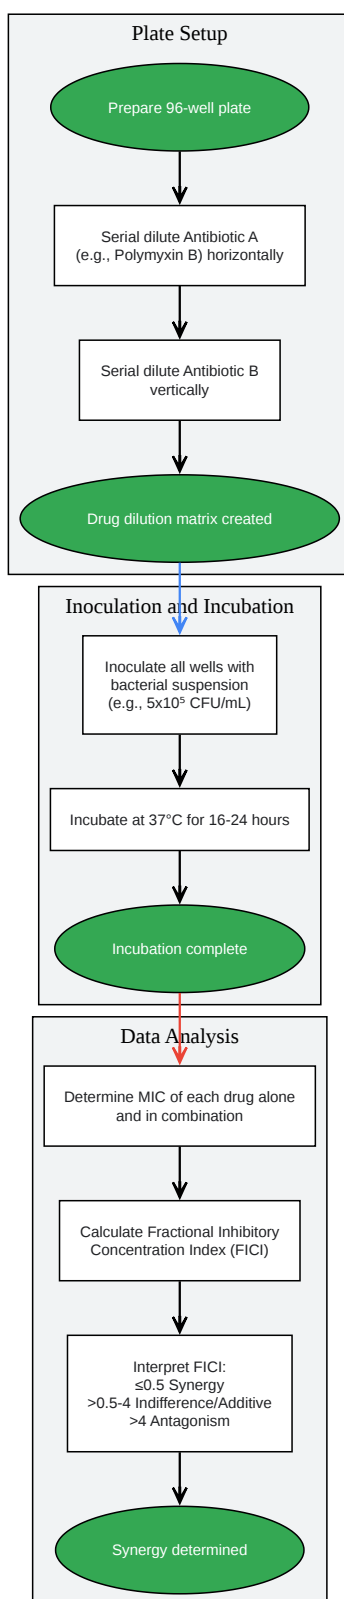 Plate Setup
Prepare 96-well plate
Serial dilute Antibiotic A
(e.g., Polymyxin B) horizontally
Serial dilute Antibiotic B
vertically
Drug dilution matrix created
Inoculation and Incubation
Inoculate all wells with
bacterial suspension
(e.g., 5x10⁵ CFU/mL)
Incubate at 37°C for 16-24 hours
Incubation complete
Data Analysis
Determine MIC of each drug alone
and in combination
Calculate Fractional Inhibitory
Concentration Index (FICI)
Interpret FICI:
≤0.5 Synergy
>0.5-4 Indifference/Additive
>4 Antagonism
Synergy determined